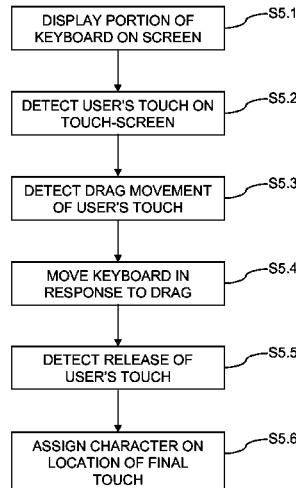 DISPLAY PORTION OF
KEYBOARD ON SCREEN
S5.1
DETECT USER'S TOUCH ON
TOUCH-SCREEN
S5.2
DETECT DRAG MOVEMENT
OF USER'S TOUCH
S5.3
MOVE KEYBOARD IN
RESPONSE TO DRAG
S5.4
DETECT RELEASE OF
USER'S TOUCH
S5.5
ASSIGN CHARACTER ON
LOCATION OF FINAL
TOUCH
S5.6